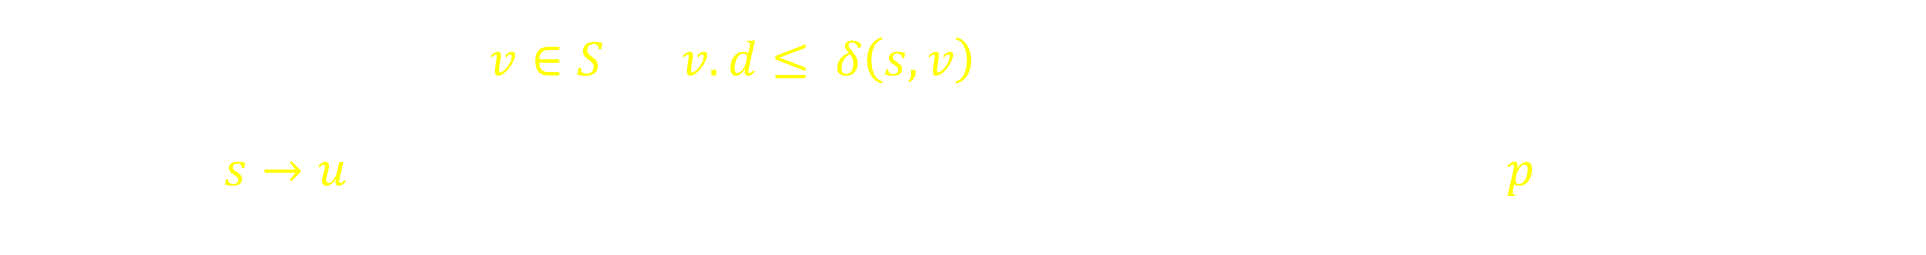 v ∈ S v.d ≤ δ(s, v)
s → u p